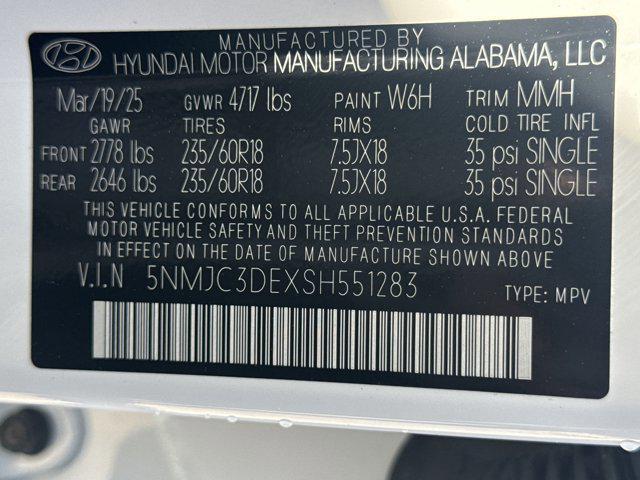 MANUFACTURED BY
HYUNDAI MOTOR MANUFACTURING ALABAMA, LLC
Mar/19/25 GVWR 4717 lbs PAINT W6H TRIM MMH
GAWR TIRES RIMS COLD TIRE INFL
FRONT 2778 lbs 235/60R18 7.5JX18 35 psi SINGLE
REAR 2646 lbs 235/60R18 7.5JX18 35 psi SINGLE
THIS VEHICLE CONFORMS TO ALL APPLICABLE U.S.A. FEDERAL
MOTOR VEHICLE SAFETY AND THEFT PREVENTION STANDARDS
IN EFFECT ON THE DATE OF MANUFACTURE SHOWN ABOVE.
V.I.N 5NMJC3DEXSH551283 TYPE: MPV